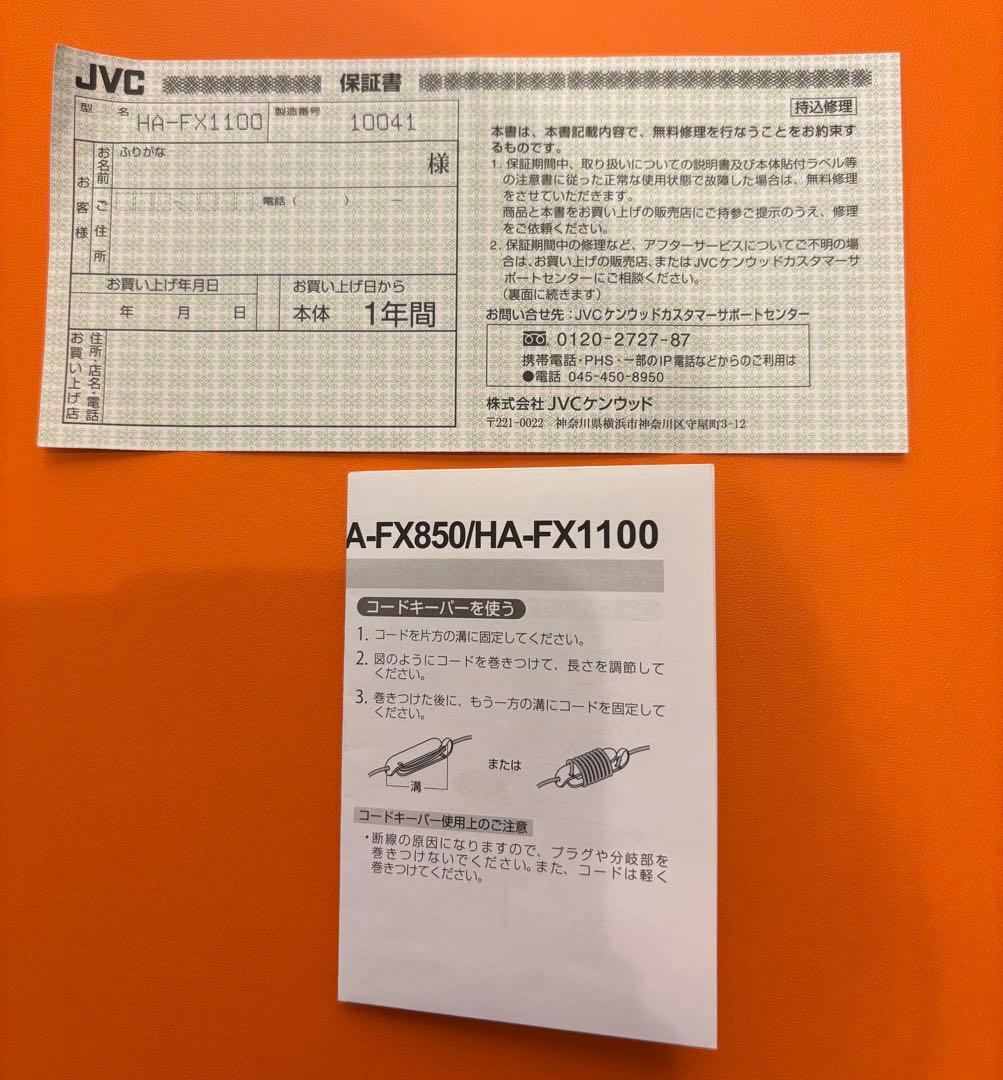 JVC 保証書
型名 HA-FX1100 製造番号 10041
持込修理
お客様
お名前 ふりがな 様
ご住所 電話( ) −
お買い上げ年月日
年 月 日
お買い上げ日から
本体 1年間
お買い上げ店
住所・店名・電話
本書は、本書記載内容で、無料修理を行なうことをお約束す
るものです。
1. 保証期間中、取り扱いについての説明書及び本体貼付ラベル等
の注意書に従った正常な使用状態で故障した場合は、無料修理
をさせていただきます。
商品と本書をお買い上げの販売店にご持参ご提示のうえ、修理
をご依頼ください。
2. 保証期間中の修理など、アフターサービスについてご不明の場
合は、お買い上げの販売店、またはJVCケンウッドカスタマーサ
ポートセンターにご相談ください。
(裏面に続きます)
お問い合せ先:JVCケンウッドカスタマーサポートセンター
0120-2727-87
携帯電話・PHS・一部のIP電話などからのご利用は
●電話 045-450-8950
株式会社 JVCケンウッド
〒221-0022 神奈川県横浜市神奈川区守屋町3-12
A-FX850/HA-FX1100
コードキーパーを使う
1. コードを片方の溝に固定してください。
2. 図のようにコードを巻きつけて、長さを調節して
ください。
3. 巻きつけた後に、もう一方の溝にコードを固定して
ください。
または
溝
コードキーパー使用上のご注意
・断線の原因になりますので、プラグや分岐部を
巻きつけないでください。また、コードは軽く
巻きつけてください。